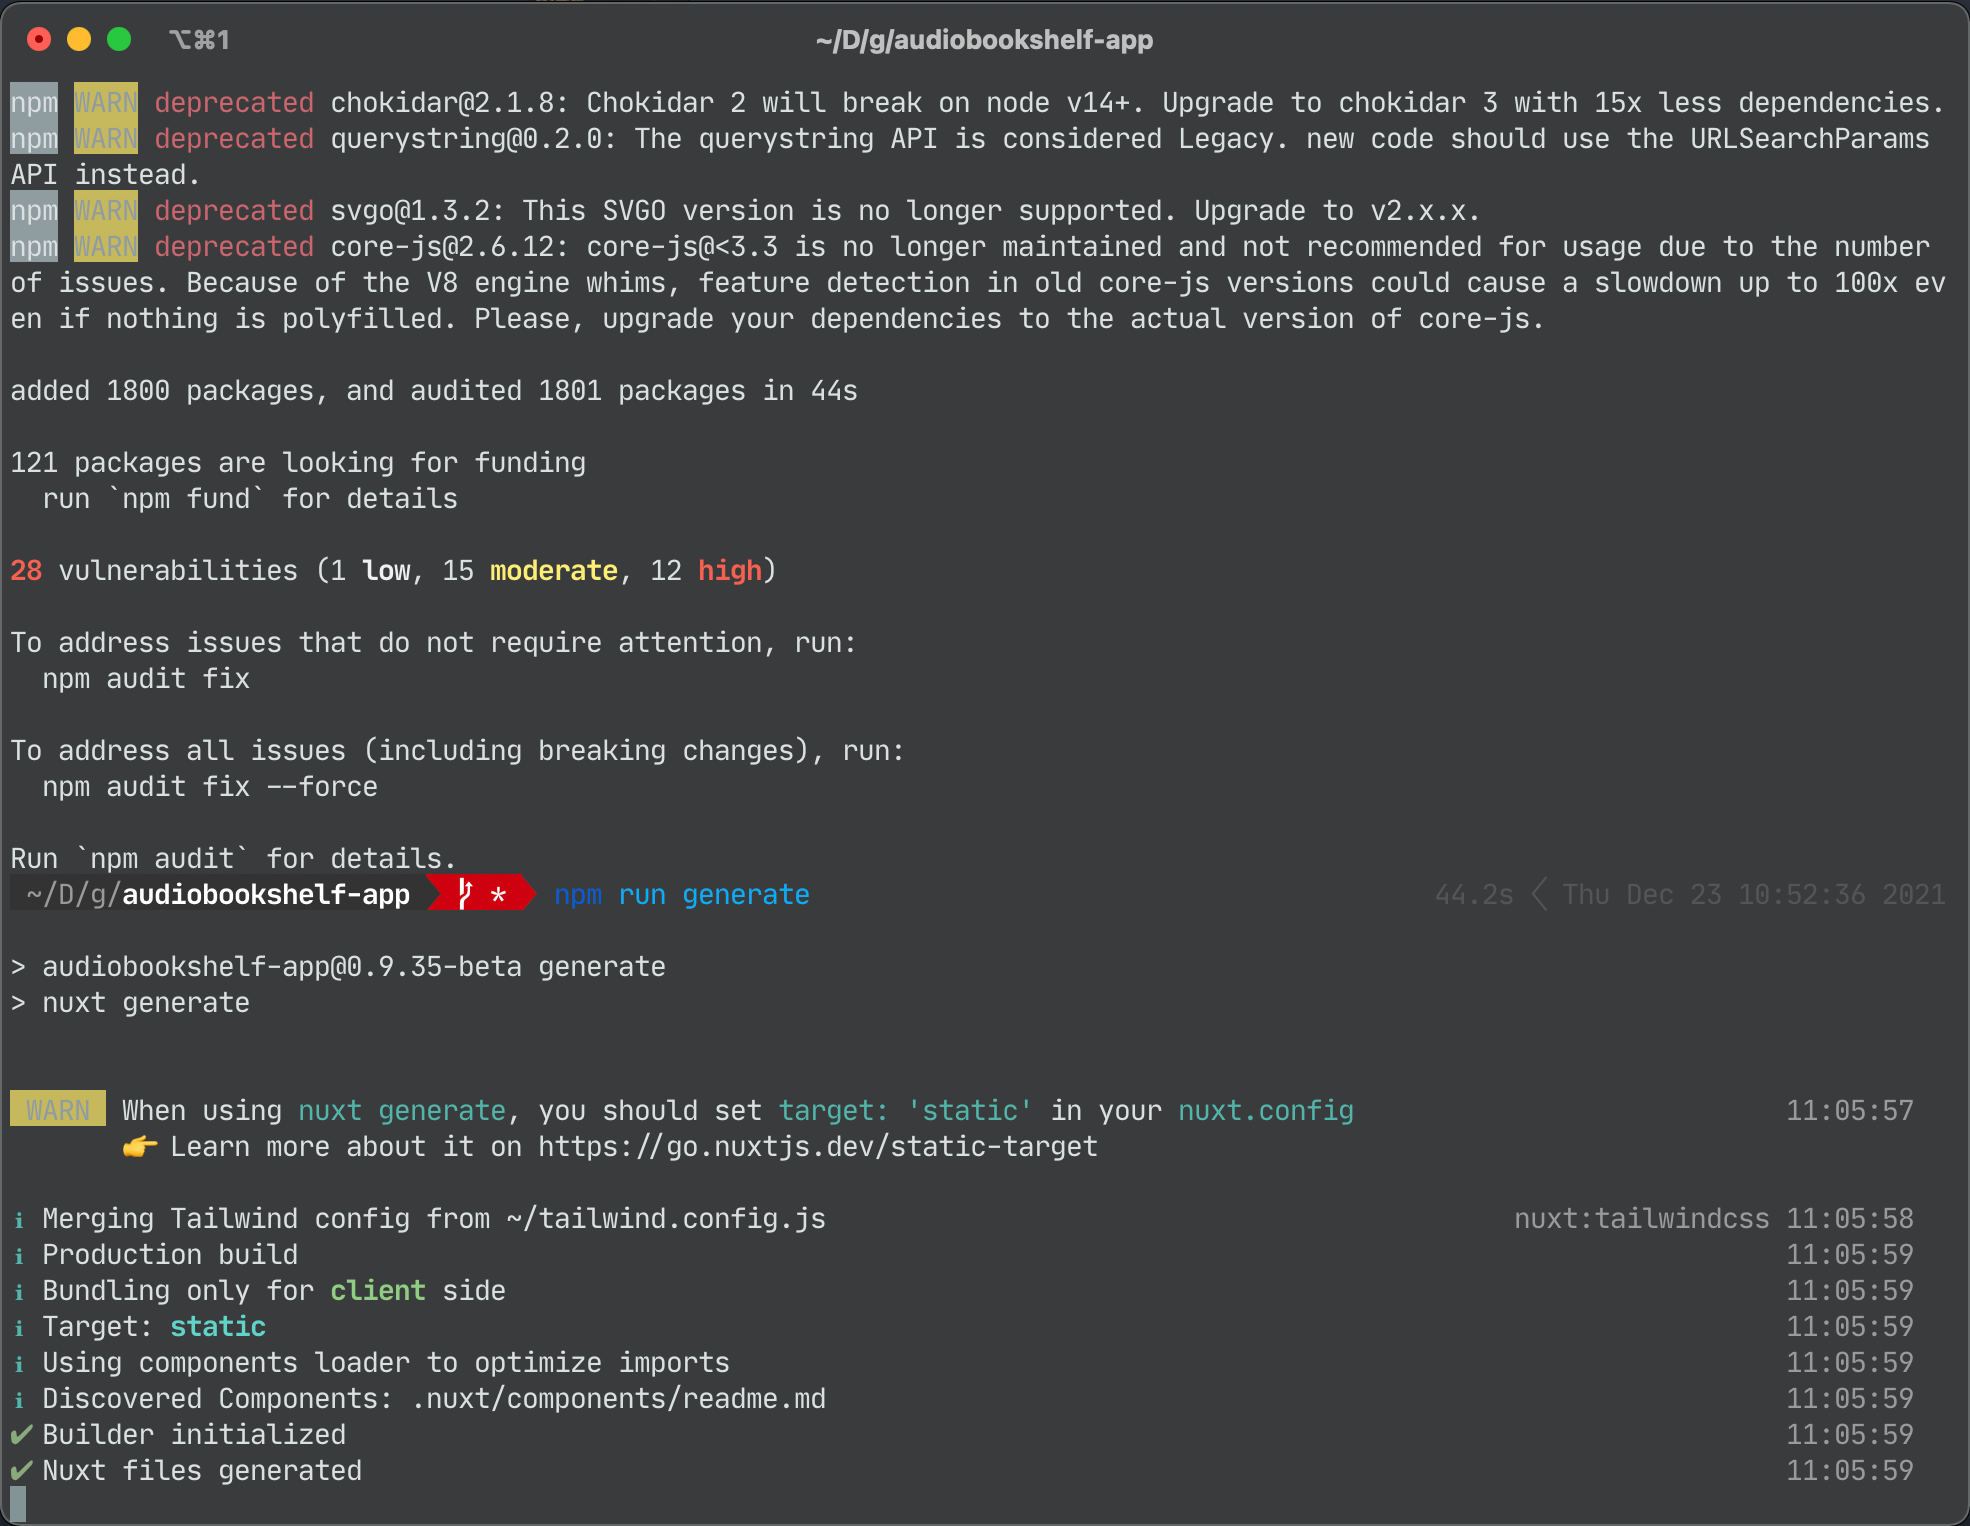 ⌥⌘1
~/D/g/audiobookshelf-app
npm WARN deprecated chokidar@2.1.8: Chokidar 2 will break on node v14+. Upgrade to chokidar 3 with 15x less dependencies.
npm WARN deprecated querystring@0.2.0: The querystring API is considered Legacy. new code should use the URLSearchParams
API instead.
npm WARN deprecated svgo@1.3.2: This SVGO version is no longer supported. Upgrade to v2.x.x.
npm WARN deprecated core-js@2.6.12: core-js@<3.3 is no longer maintained and not recommended for usage due to the number
of issues. Because of the V8 engine whims, feature detection in old core-js versions could cause a slowdown up to 100x ev
en if nothing is polyfilled. Please, upgrade your dependencies to the actual version of core-js.
added 1800 packages, and audited 1801 packages in 44s
121 packages are looking for funding
  run `npm fund` for details
28 vulnerabilities (1 low, 15 moderate, 12 high)
To address issues that do not require attention, run:
  npm audit fix
To address all issues (including breaking changes), run:
  npm audit fix --force
Run `npm audit` for details.
~/D/g/audiobookshelf-app * npm run generate 44.2s Thu Dec 23 10:52:36 2021
> audiobookshelf-app@0.9.35-beta generate
> nuxt generate
WARN When using nuxt generate, you should set target: 'static' in your nuxt.config 11:05:57
👉 Learn more about it on https://go.nuxtjs.dev/static-target
ℹ Merging Tailwind config from ~/tailwind.config.js nuxt:tailwindcss 11:05:58
ℹ Production build 11:05:59
ℹ Bundling only for client side 11:05:59
ℹ Target: static 11:05:59
ℹ Using components loader to optimize imports 11:05:59
ℹ Discovered Components: .nuxt/components/readme.md 11:05:59
✔ Builder initialized 11:05:59
✔ Nuxt files generated 11:05:59